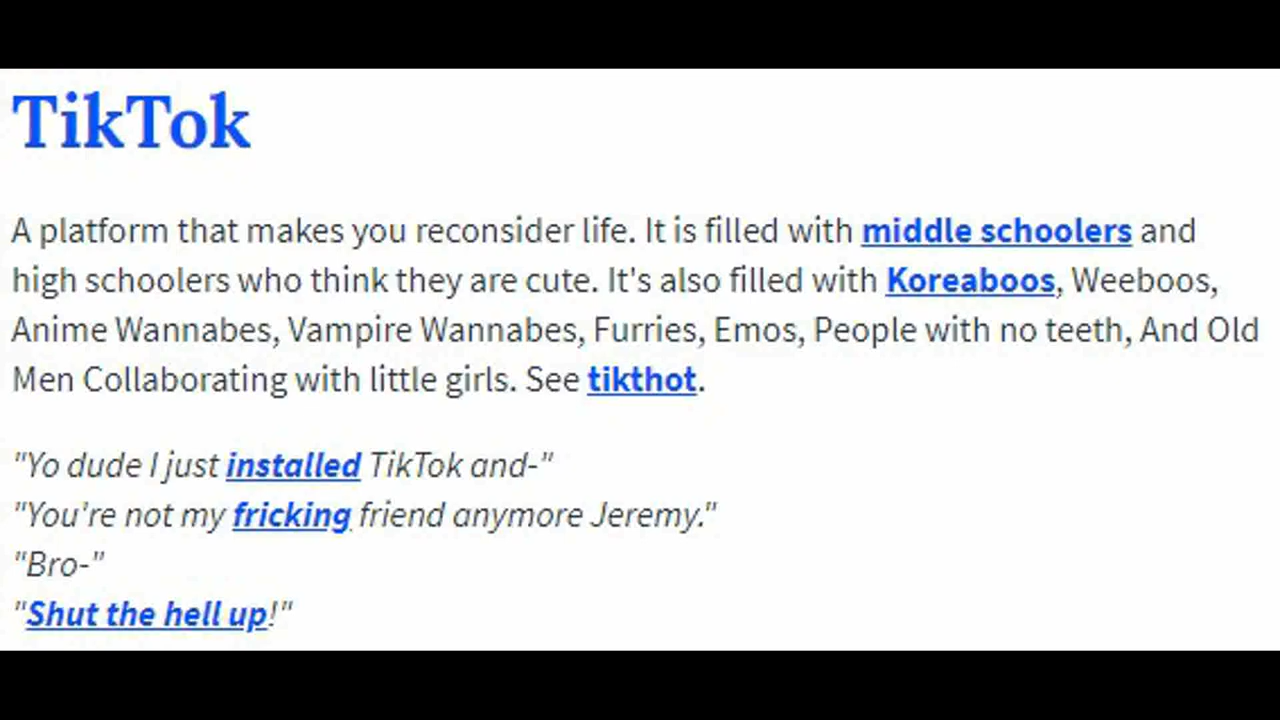 TikTok
A platform that makes you reconsider life. It is filled with middle schoolers and
high schoolers who think they are cute. It's also filled with Koreaboos, Weeboos,
Anime Wannabes, Vampire Wannabes, Furries, Emos, People with no teeth, And Old
Men Collaborating with little girls. See tikthot.
"Yo dude I just installed TikTok and-"
"You're not my fricking friend anymore Jeremy."
"Bro-"
"Shut the hell up!"